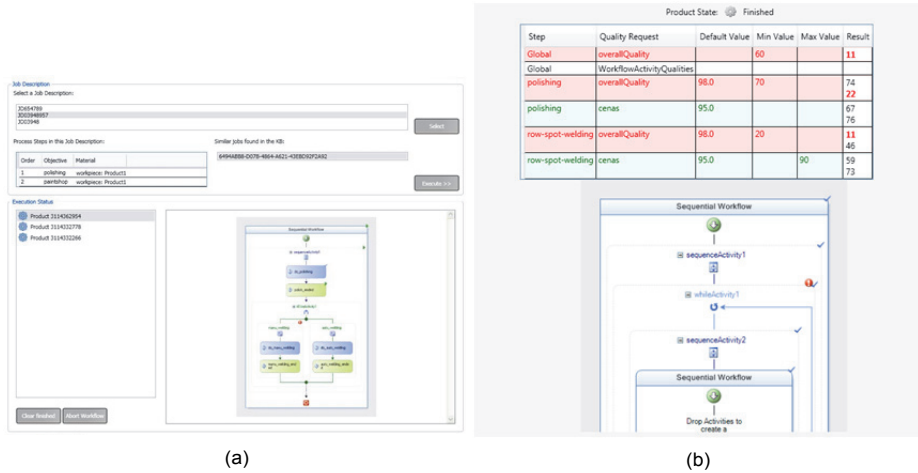 Job Description
Select a Job Description:
JD654789
JD03948957
JD03948
Select
Process Steps in this Job Description:
Similar jobs found in the KB:
Order Objective Material
1 polishing workpiece: Product1
2 paintshop workpiece: Product1
Execute >>
Execution Status
Product 3114362954
Product 3114332778
Product 3114332266
Sequential Workflow
sequenceActivity1
do_polishing
Clear finished
Abort Workflow
(a)
Product State: Finished
Step Quality Request Default Value Min Value Max Value Result
Global overallQuality 60 11
Global WorkflowActivityQualities
polishing overallQuality 98.0 70 74
22
polishing cenas 95.0 67
76
row-spot-welding overallQuality 98.0 20 11
46
row-spot-welding cenas 95.0 90 59
73
Sequential Workflow
sequenceActivity1
whileActivity1
sequenceActivity2
Sequential Workflow
Drop Activities to
create a
(b)